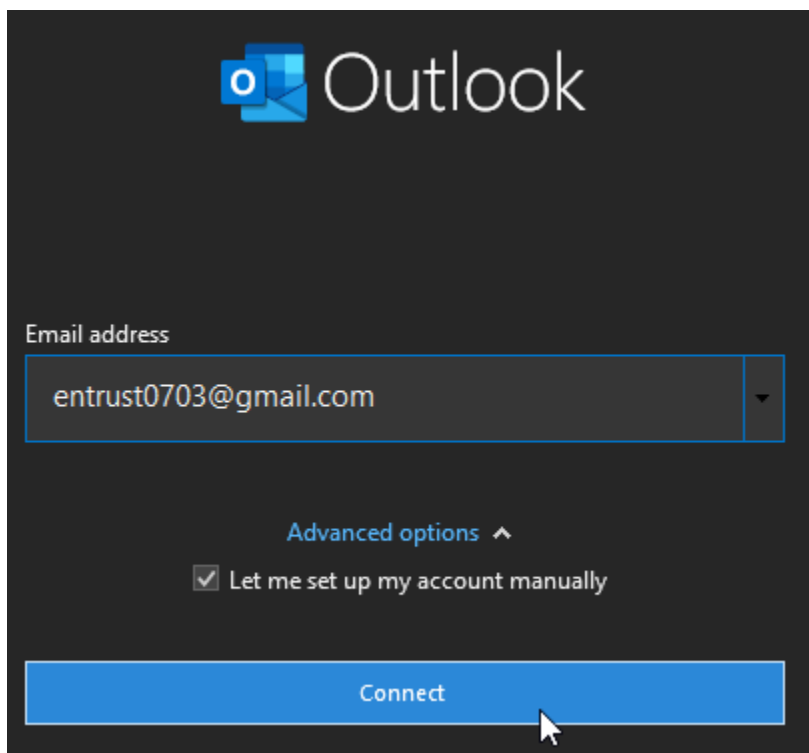 Outlook
Email address
entrust0703@gmail.com
Advanced options
Let me set up my account manually
Connect